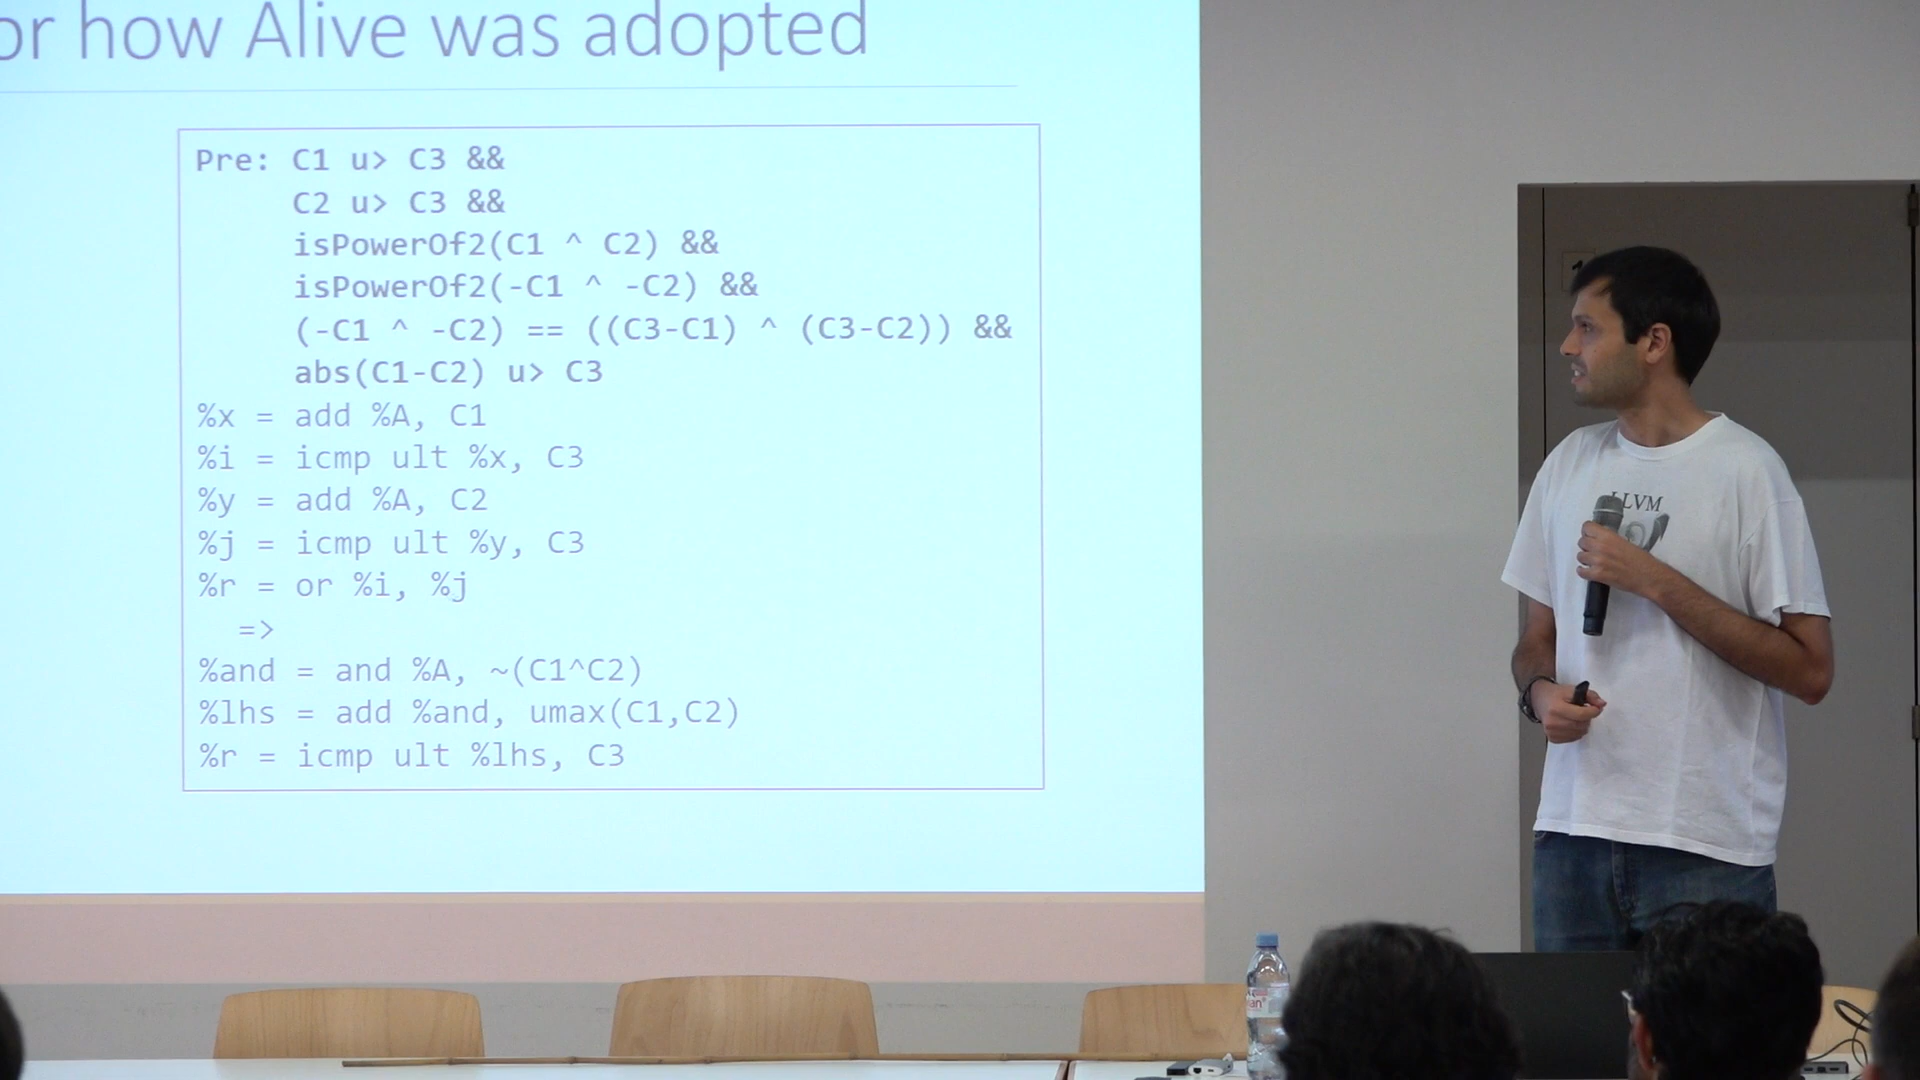 or how Alive was adopted
Pre: C1 u> C3 &&
C2 u> C3 &&
isPowerOf2(C1 ^ C2) &&
isPowerOf2(-C1 ^ -C2) &&
(-C1 ^ -C2) == ((C3-C1) ^ (C3-C2)) &&
abs(C1-C2) u> C3
%x = add %A, C1
%i = icmp ult %x, C3
%y = add %A, C2
%j = icmp ult %y, C3
%r = or %i, %j
=>
%and = and %A, ~(C1^C2)
%lhs = add %and, umax(C1,C2)
%r = icmp ult %lhs, C3
LLVM